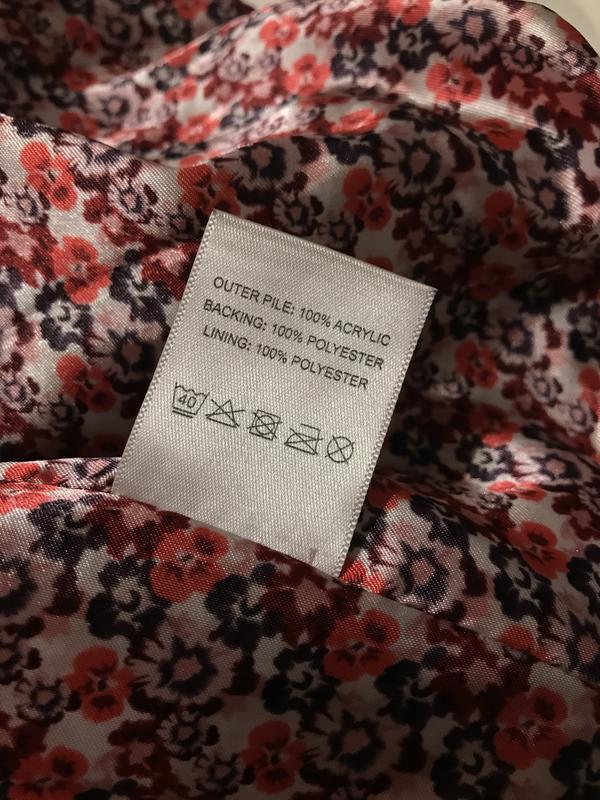 OUTER PILE: 100% ACRYLIC
BACKING: 100% POLYESTER
LINING: 100% POLYESTER
40